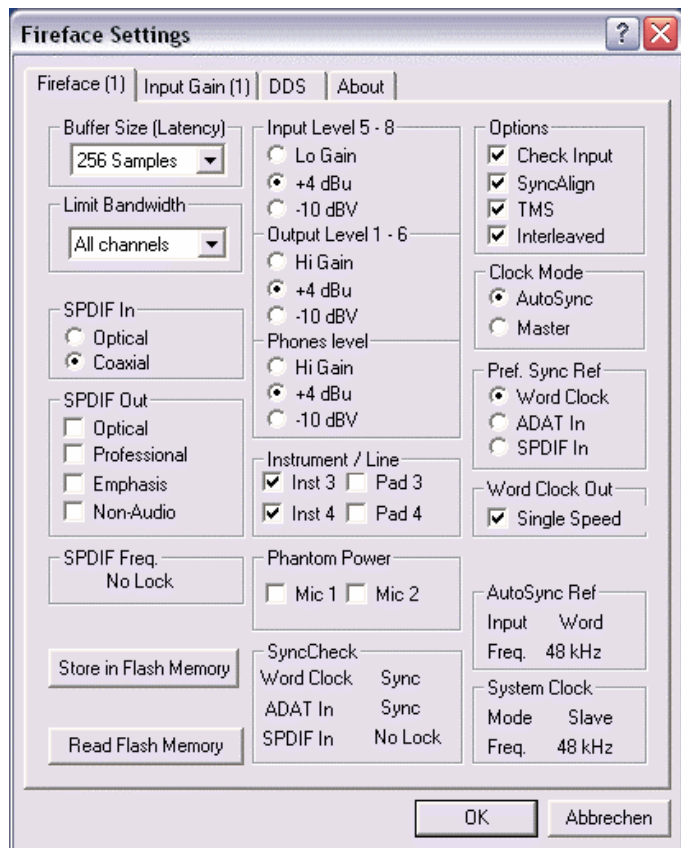 Fireface Settings
Fireface (1)
Input Gain (1)
DDS
About
Buffer Size (Latency)
256 Samples
Limit Bandwidth
All channels
SPDIF In
Optical
Coaxial
SPDIF Out
Optical
Professional
Emphasis
Non-Audio
SPDIF Freq.
No Lock
Store in Flash Memory
Read Flash Memory
Input Level 5 - 8
Lo Gain
+4 dBu
-10 dBV
Output Level 1 - 6
Hi Gain
+4 dBu
-10 dBV
Phones level
Hi Gain
+4 dBu
-10 dBV
Instrument / Line
Inst 3 Pad 3
Inst 4 Pad 4
Phantom Power
Mic 1 Mic 2
SyncCheck
Word Clock Sync
ADAT In Sync
SPDIF In No Lock
Options
Check Input
SyncAlign
TMS
Interleaved
Clock Mode
AutoSync
Master
Pref. Sync Ref
Word Clock
ADAT In
SPDIF In
Word Clock Out
Single Speed
AutoSync Ref
Input Word
Freq. 48 kHz
System Clock
Mode Slave
Freq. 48 kHz
OK
Abbrechen